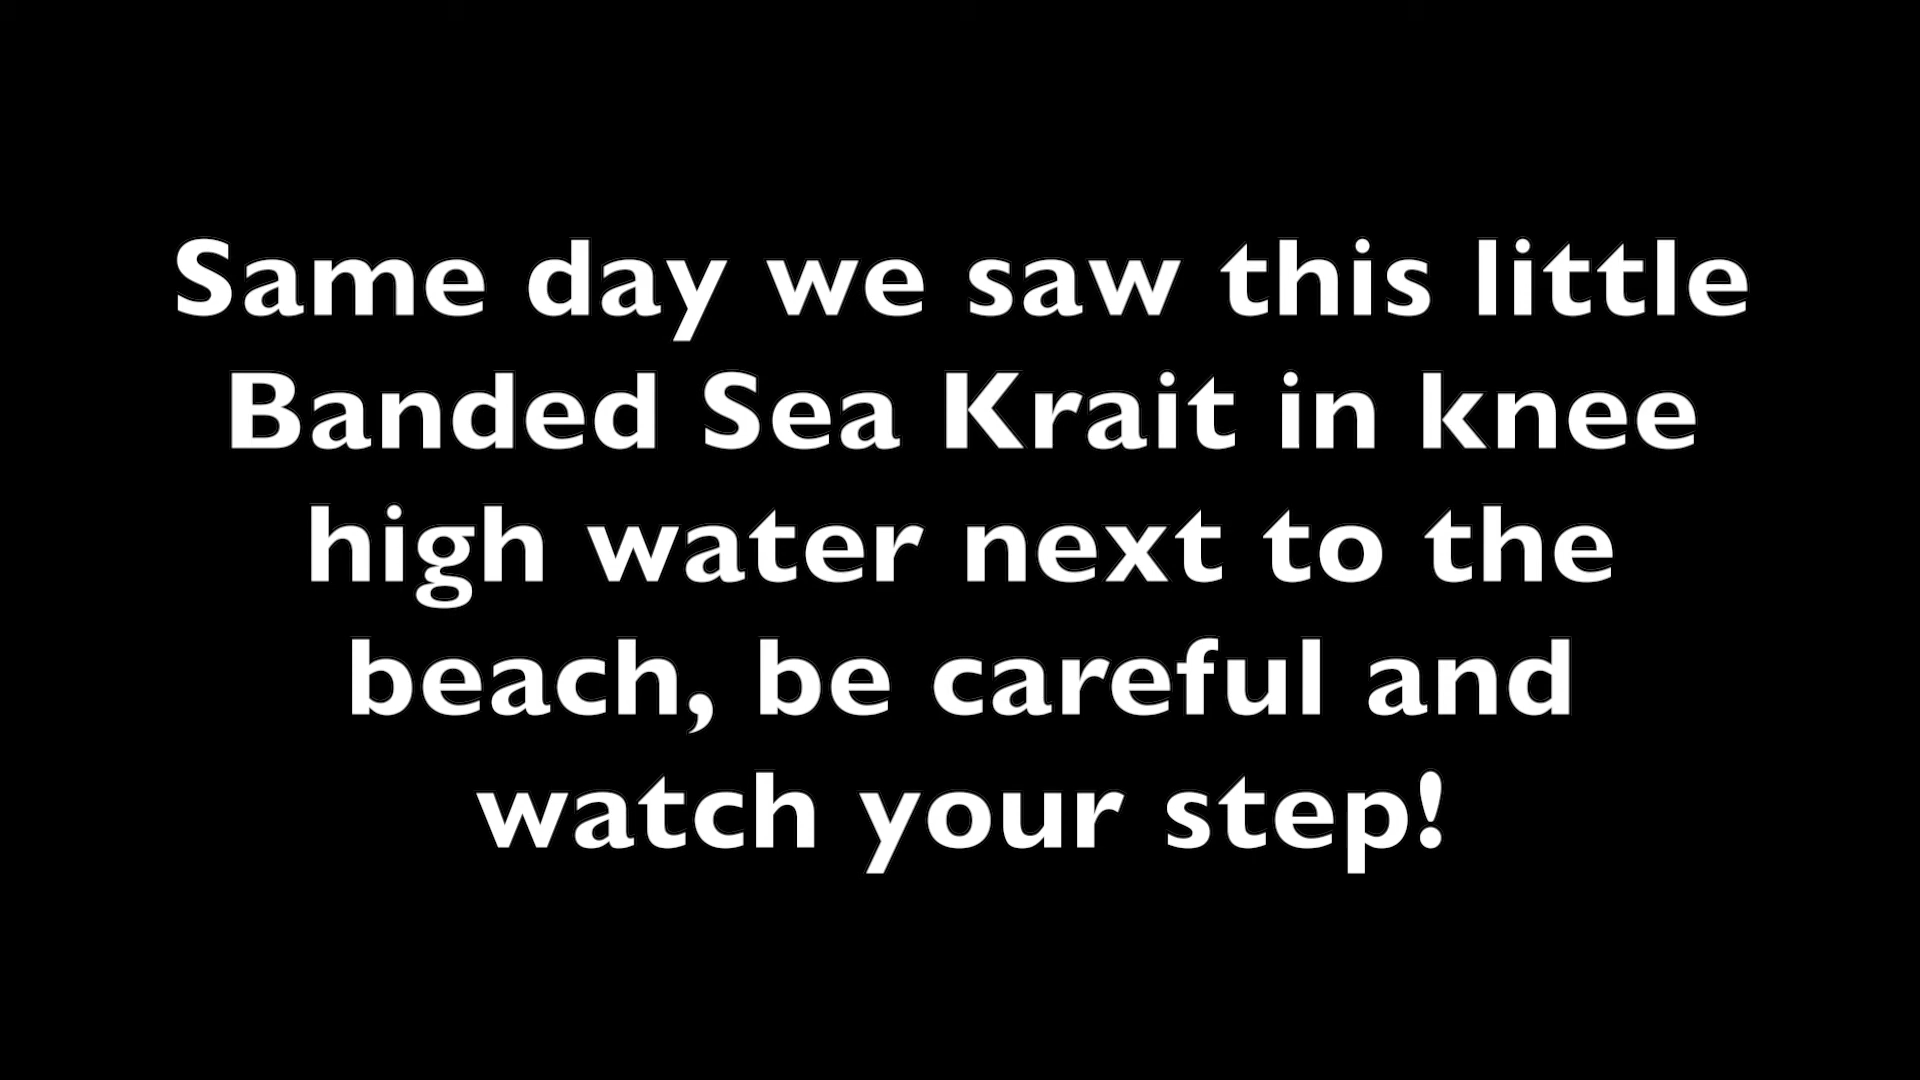 Same day we saw this little
Banded Sea Krait in knee
high water next to the
beach, be careful and
watch your step!